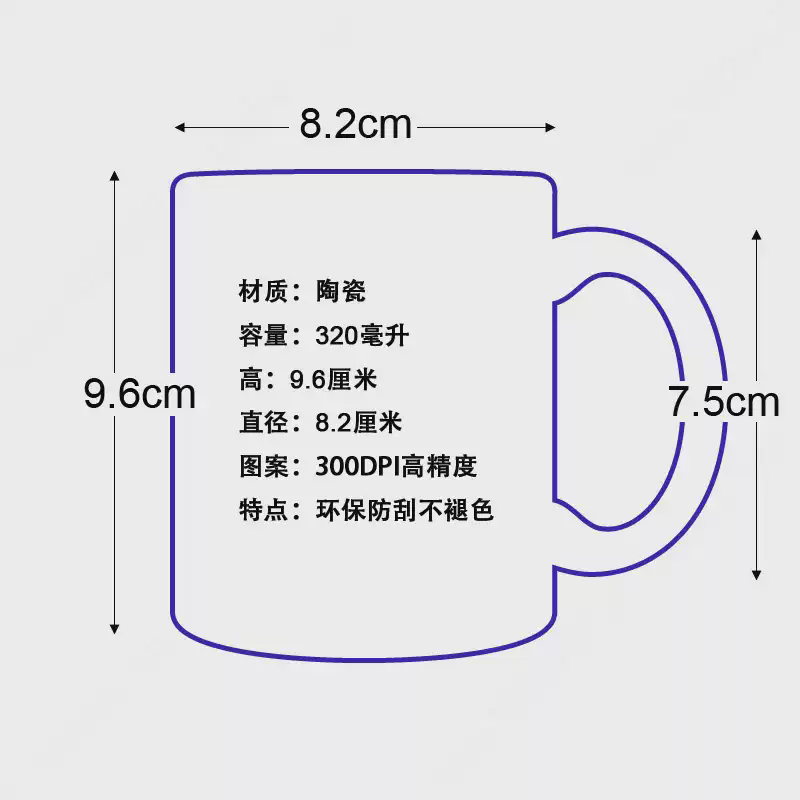 8.2cm
9.6cm
材质：陶瓷
容量：320毫升
高：9.6厘米
直径：8.2厘米
图案：300DPI高精度
特点：环保防刮不褪色
7.5cm